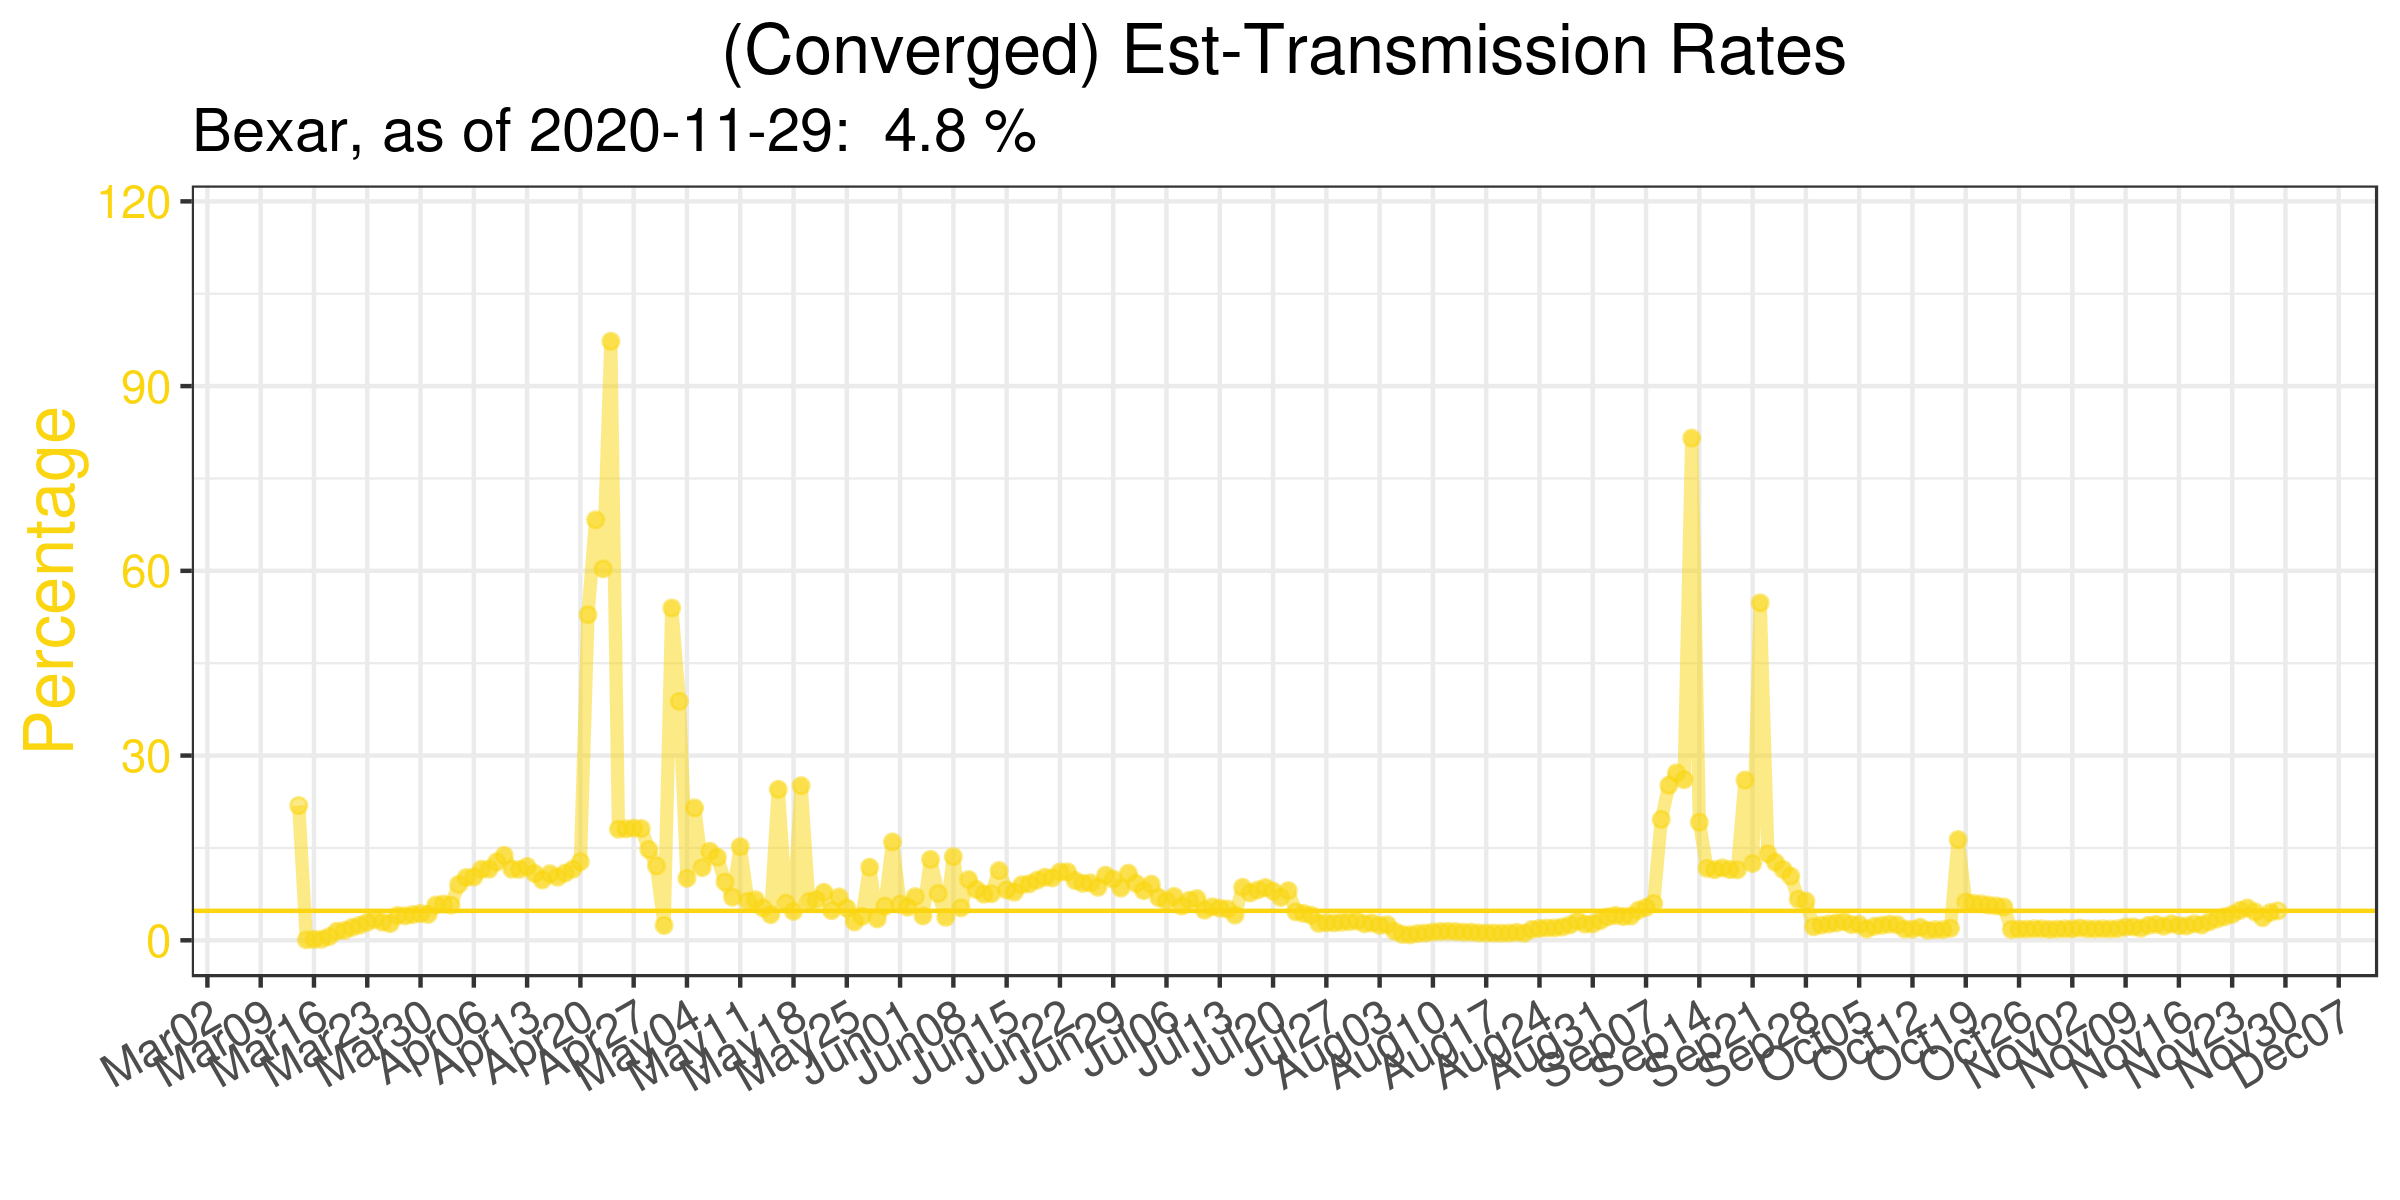 (Converged) Est-Transmission Rates
Bexar, as of 2020-11-29:  4.8 %
Percentage
120
90
60
30
0
Mar02
Mar09
Mar16
Mar23
Mar30
Apr06
Apr13
Apr20
Apr27
May04
May11
May18
May25
Jun01
Jun08
Jun15
Jun22
Jun29
Jul06
Jul13
Jul20
Jul27
Aug03
Aug10
Aug17
Aug24
Aug31
Sep07
Sep14
Sep21
Sep28
Oct05
Oct12
Oct19
Oct26
Nov02
Nov09
Nov16
Nov23
Nov30
Dec07